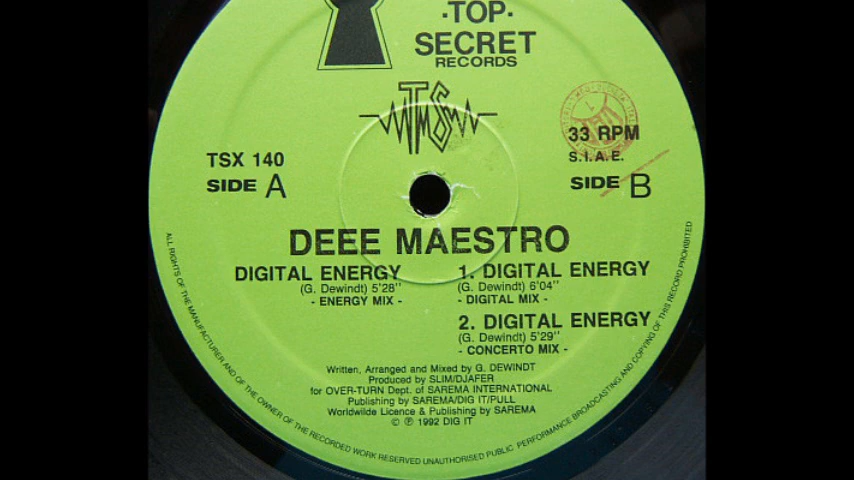 -TOP-
SECRET
RECORDS
TMS
TSX 140
SIDE A
33 RPM
S.I.A.E.
SIDE B
DEEE MAESTRO
DIGITAL ENERGY
(G. Dewindt) 5'28''
- ENERGY MIX -
1. DIGITAL ENERGY
(G. Dewindt) 6'04''
- DIGITAL MIX -
2. DIGITAL ENERGY
(G. Dewindt) 5'29''
- CONCERTO MIX -
Written, Arranged and Mixed by G. DEWINDT
Produced by SLIM/DJAFER
for OVER-TURN Dept. of SAREMA INTERNATIONAL
Publishing by SAREMA/DIG IT/PULL
Worldwilde Licence & Publishing by SAREMA
© ℗ 1992 DIG IT
ALL RIGHTS OF THE MANUFACTURER AND OF THE OWNER OF THE RECORDED WORK RESERVED UNAUTHORISED PUBLIC PERFORMANCE BROADCASTING AND COPYING OF THIS RECORD PROHIBITED